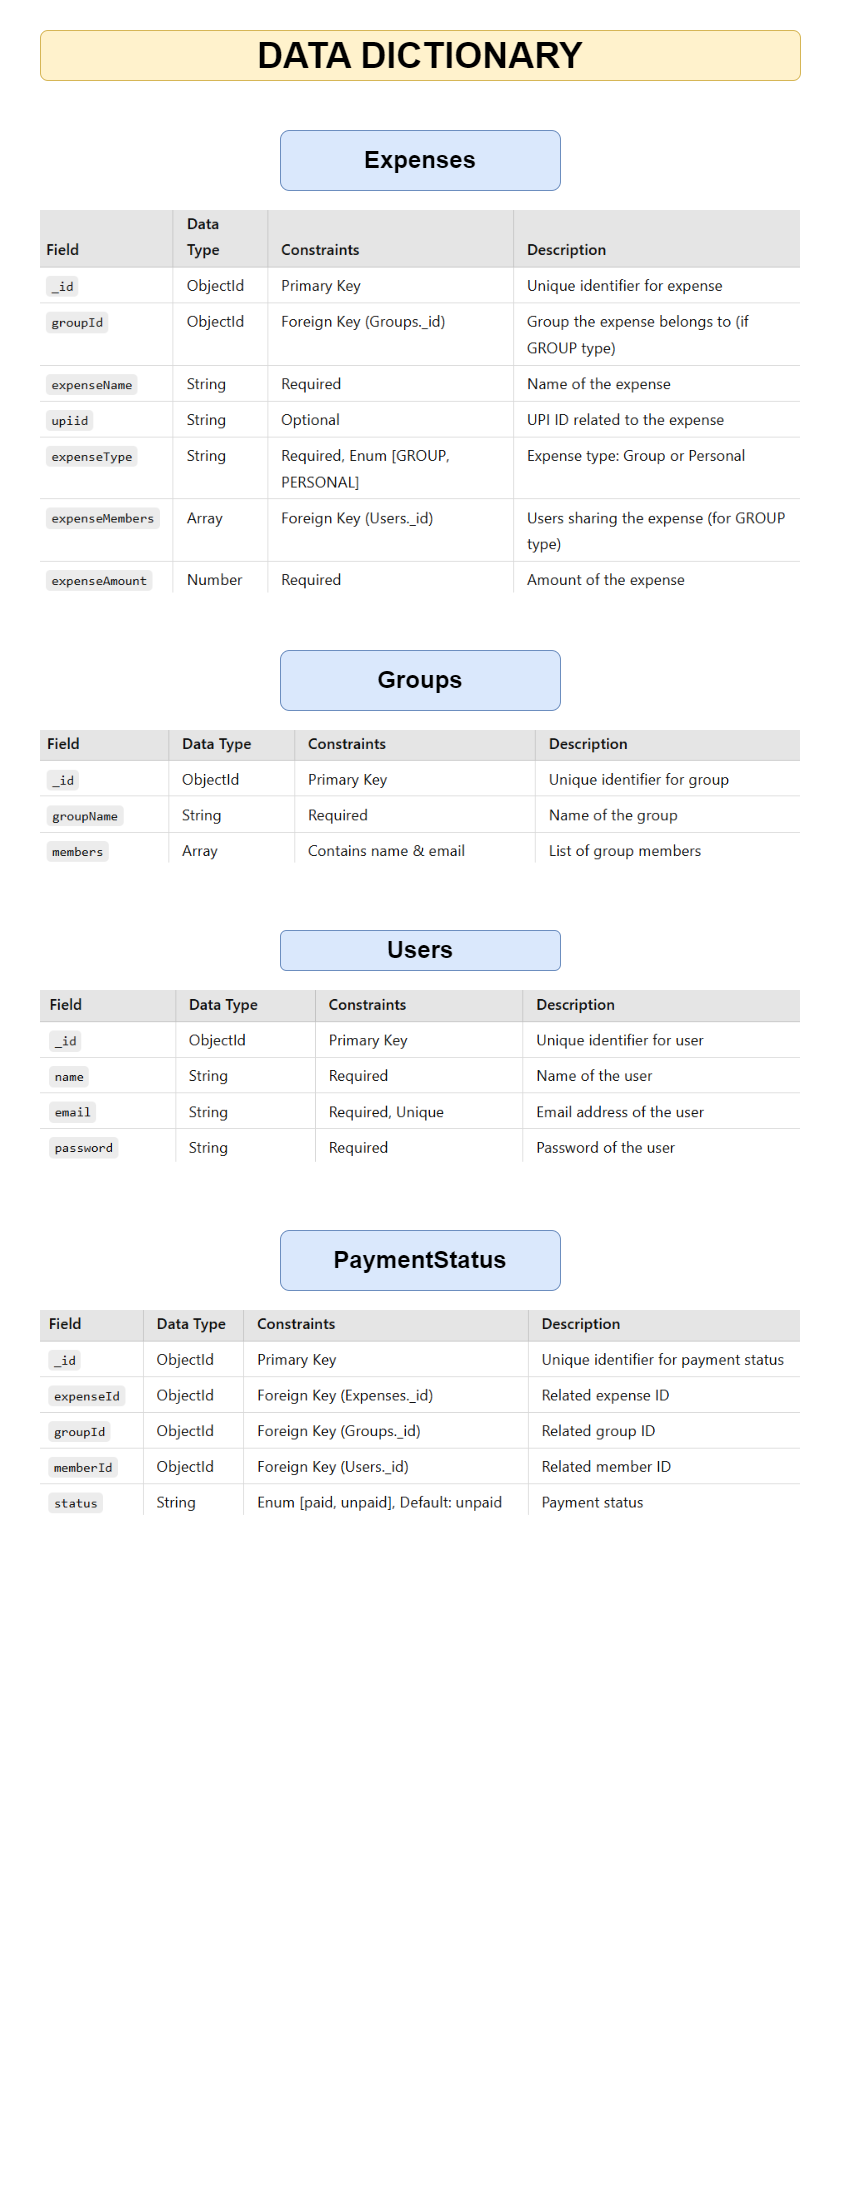 DATA DICTIONARY
Expenses
Data
Field Type Constraints Description
_id ObjectId Primary Key Unique identifier for expense
groupId ObjectId Foreign Key (Groups._id) Group the expense belongs to (if
GROUP type)
expenseName String Required Name of the expense
upiid String Optional UPI ID related to the expense
expenseType String Required, Enum [GROUP, Expense type: Group or Personal
PERSONAL]
expenseMembers Array Foreign Key (Users._id) Users sharing the expense (for GROUP
type)
expenseAmount Number Required Amount of the expense
Groups
Field Data Type Constraints Description
_id ObjectId Primary Key Unique identifier for group
groupName String Required Name of the group
members Array Contains name & email List of group members
Users
Field Data Type Constraints Description
_id ObjectId Primary Key Unique identifier for user
name String Required Name of the user
email String Required, Unique Email address of the user
password String Required Password of the user
PaymentStatus
Field Data Type Constraints Description
_id ObjectId Primary Key Unique identifier for payment status
expenseId ObjectId Foreign Key (Expenses._id) Related expense ID
groupId ObjectId Foreign Key (Groups._id) Related group ID
memberId ObjectId Foreign Key (Users._id) Related member ID
status String Enum [paid, unpaid], Default: unpaid Payment status